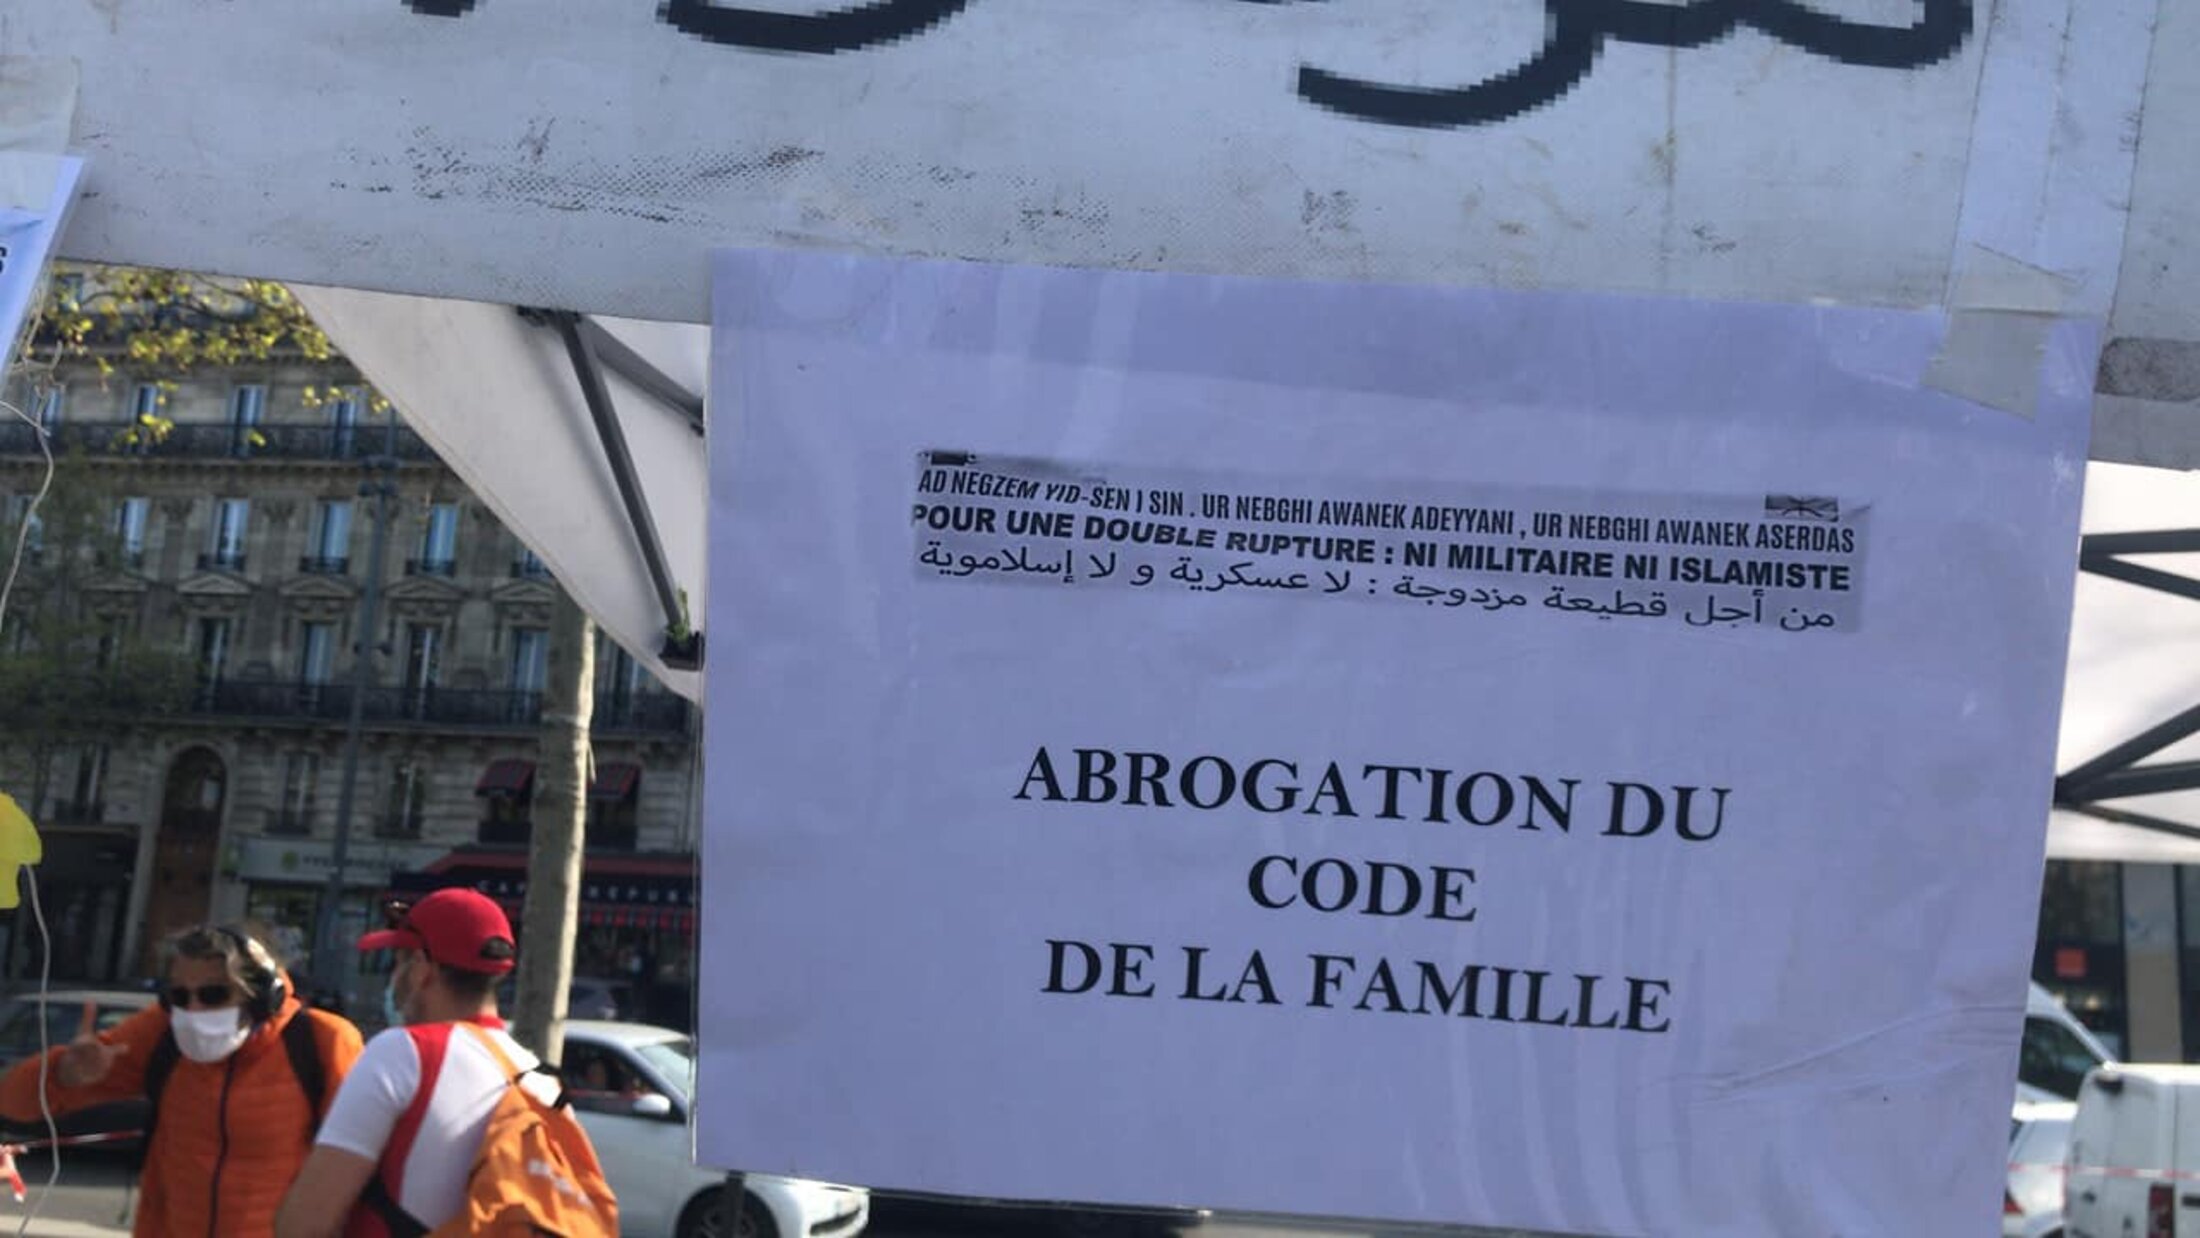 AD NEGZEM YID-SEN I SIN . UR NEBGHI AWANEK ADEYYANI , UR NEBGHI AWANEK ASERDAS
POUR UNE DOUBLE RUPTURE : NI MILITAIRE NI ISLAMISTE
من أجل قطيعة مزدوجة : لا عسكرية و لا إسلاموية
ABROGATION DU
CODE
DE LA FAMILLE